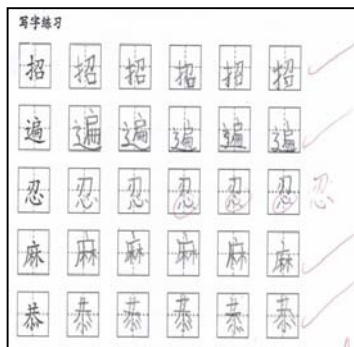 写字练习
招 招 招 招 招 招
遍 遍 遍 遍 遍 遍
忍 忍 忍 忍 忍 忍 忍
麻 麻 麻 麻 麻 麻
恭 恭 恭 恭 恭 恭